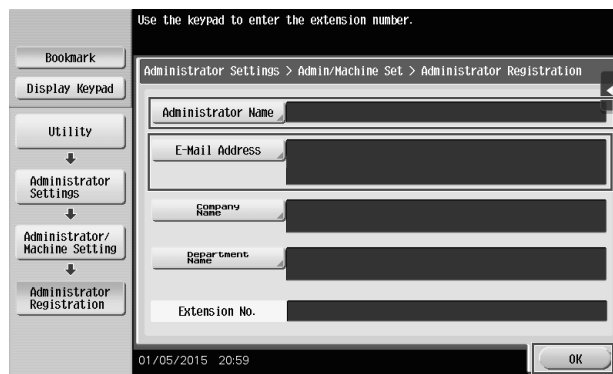 Use the keypad to enter the extension number.
Bookmark
Display Keypad
Utility
Administrator
Settings
Administrator/
Machine Setting
Administrator
Registration
Administrator Settings > Admin/Machine Set > Administrator Registration
Administrator Name
E-Mail Address
Company
Name
Department
Name
Extension No.
01/05/2015 20:59
OK